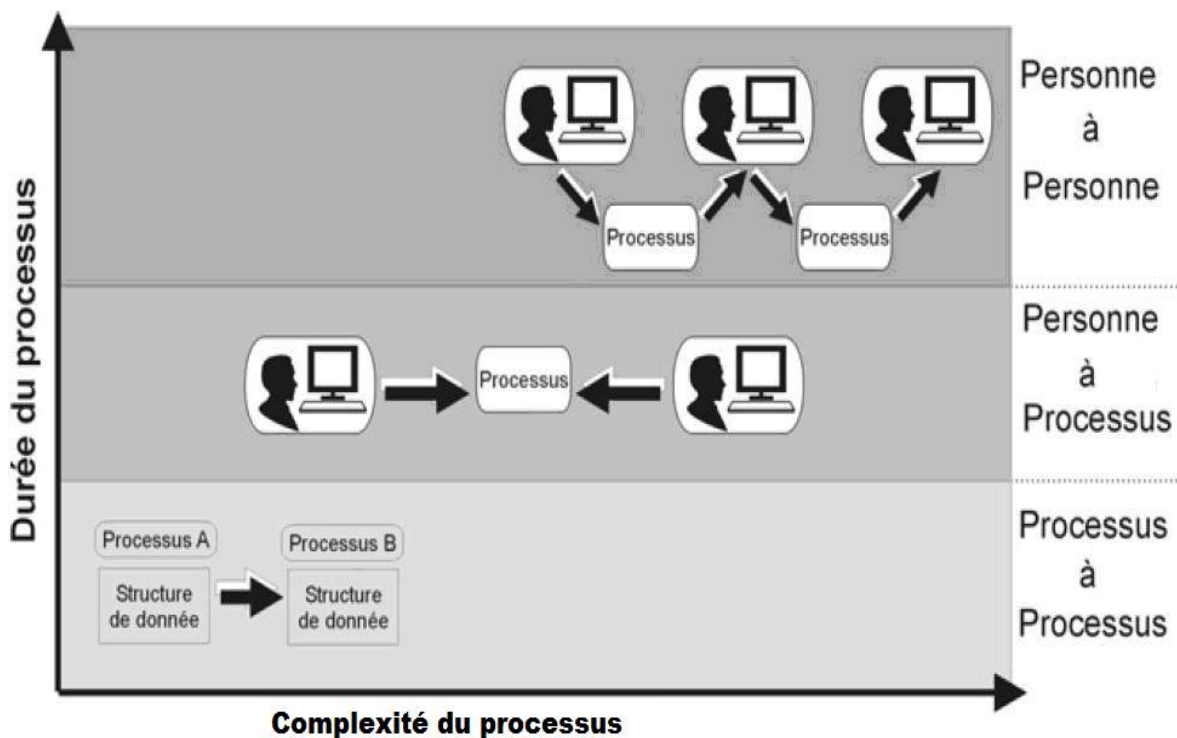 Durée du processus
Personne
à
Personne
Processus
Processus
Personne
à
Processus
Processus
Processus A
Processus B
Structure
de donnée
Structure
de donnée
Processus
à
Processus
Complexité du processus